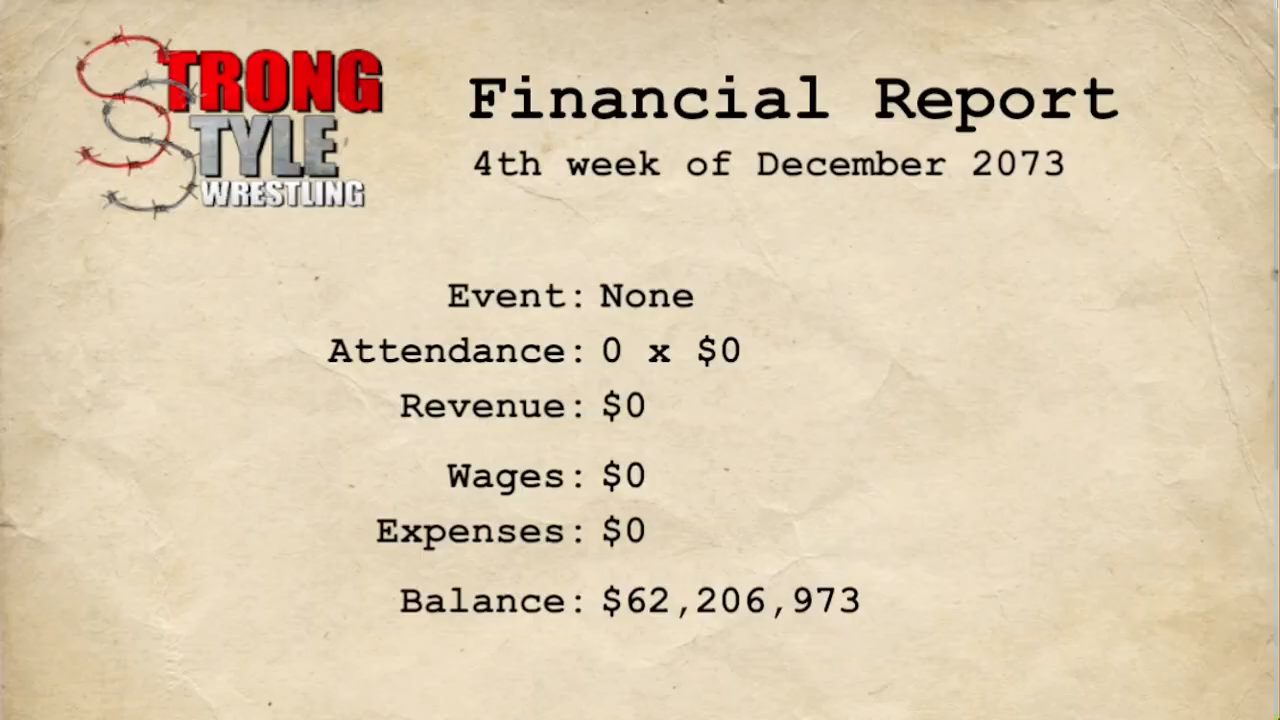 STRONG
STYLE
WRESTLING
Financial Report
4th week of December 2073
Event: None
Attendance: 0 x $0
Revenue: $0
Wages: $0
Expenses: $0
Balance: $62,206,973